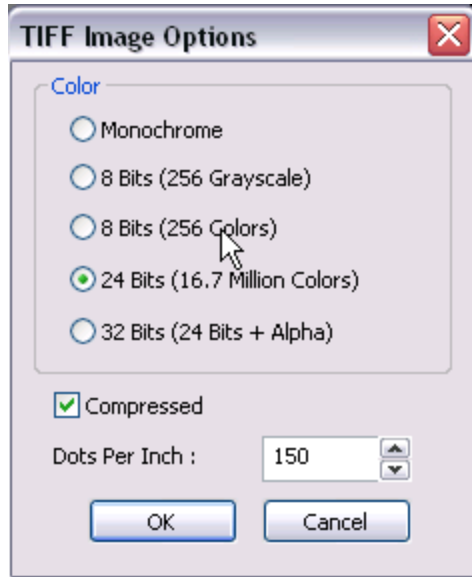 TIFF Image Options
Color
Monochrome
8 Bits (256 Grayscale)
8 Bits (256 Colors)
24 Bits (16.7 Million Colors)
32 Bits (24 Bits + Alpha)
Compressed
Dots Per Inch : 150
OK Cancel